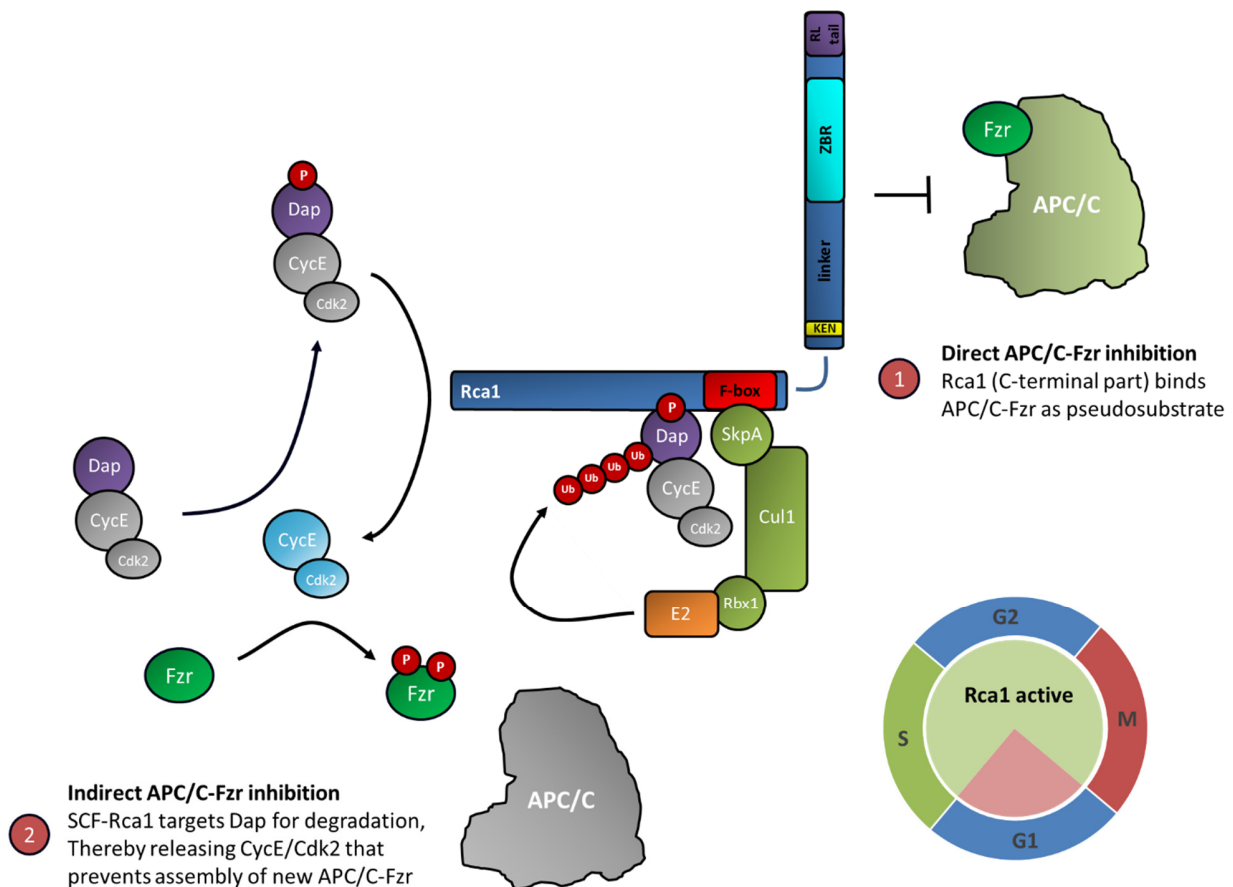 RL
tail
ZBR
linker
KEN
Fzr
APC/C
1
Direct APC/C-Fzr inhibition
Rca1 (C-terminal part) binds
APC/C-Fzr as pseudosubstrate
P
Dap
CycE
Cdk2
Rca1
F-box
P
Dap
SkpA
Ub
Ub
Ub
Ub
CycE
Cdk2
Cul1
E2
Rbx1
Dap
CycE
Cdk2
CycE
Cdk2
Fzr
P
P
Fzr
APC/C
2
Indirect APC/C-Fzr inhibition
SCF-Rca1 targets Dap for degradation,
Thereby releasing CycE/Cdk2 that
prevents assembly of new APC/C-Fzr
G2
Rca1 active
S
M
G1